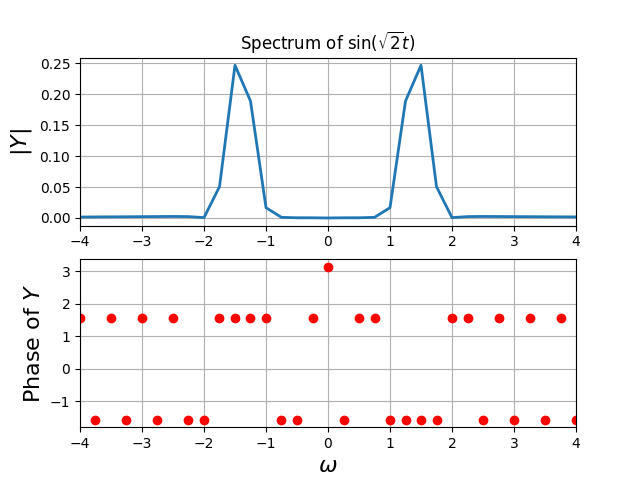 Spectrum of sin(√2t)
|Y|
0.25
0.20
0.15
0.10
0.05
0.00
−4 −3 −2 −1 0 1 2 3 4
Phase of Y
3
2
1
0
−1
−4 −3 −2 −1 0 1 2 3 4
ω